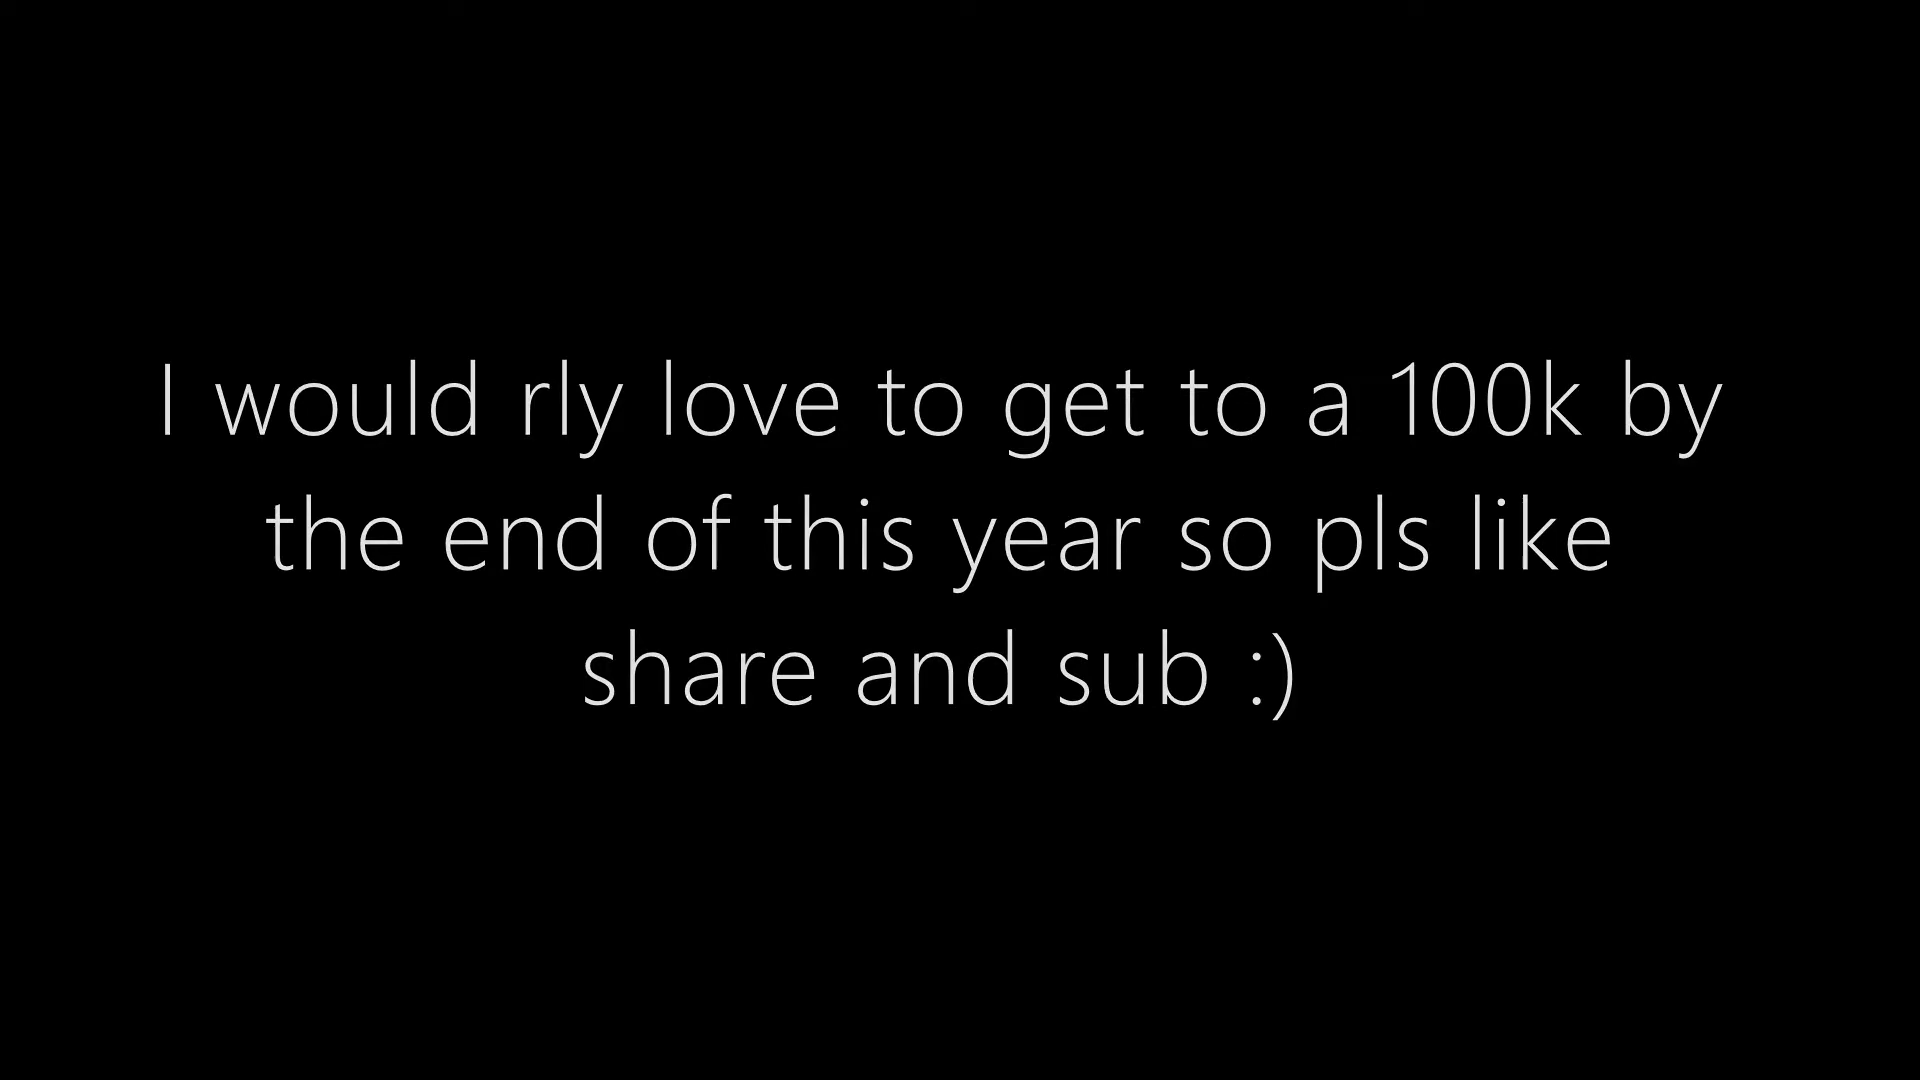 I would rly love to get to a 100k by
the end of this year so pls like
share and sub :)